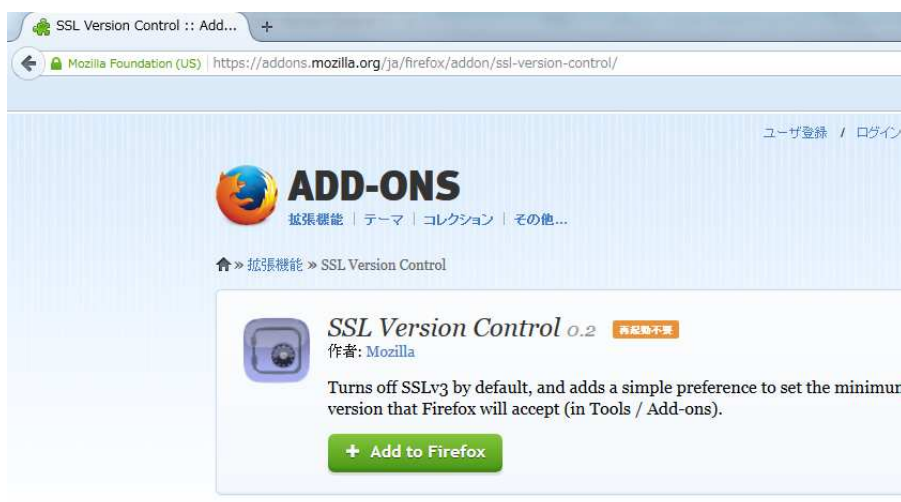 SSL Version Control :: Add...
Mozilla Foundation (US) https://addons.mozilla.org/ja/firefox/addon/ssl-version-control/
ユーザ登録 / ログイン
ADD-ONS
拡張機能 | テーマ | コレクション | その他...
» 拡張機能 » SSL Version Control
SSL Version Control 0.2 再起動不要
作者: Mozilla
Turns off SSLv3 by default, and adds a simple preference to set the minimum
version that Firefox will accept (in Tools / Add-ons).
+ Add to Firefox